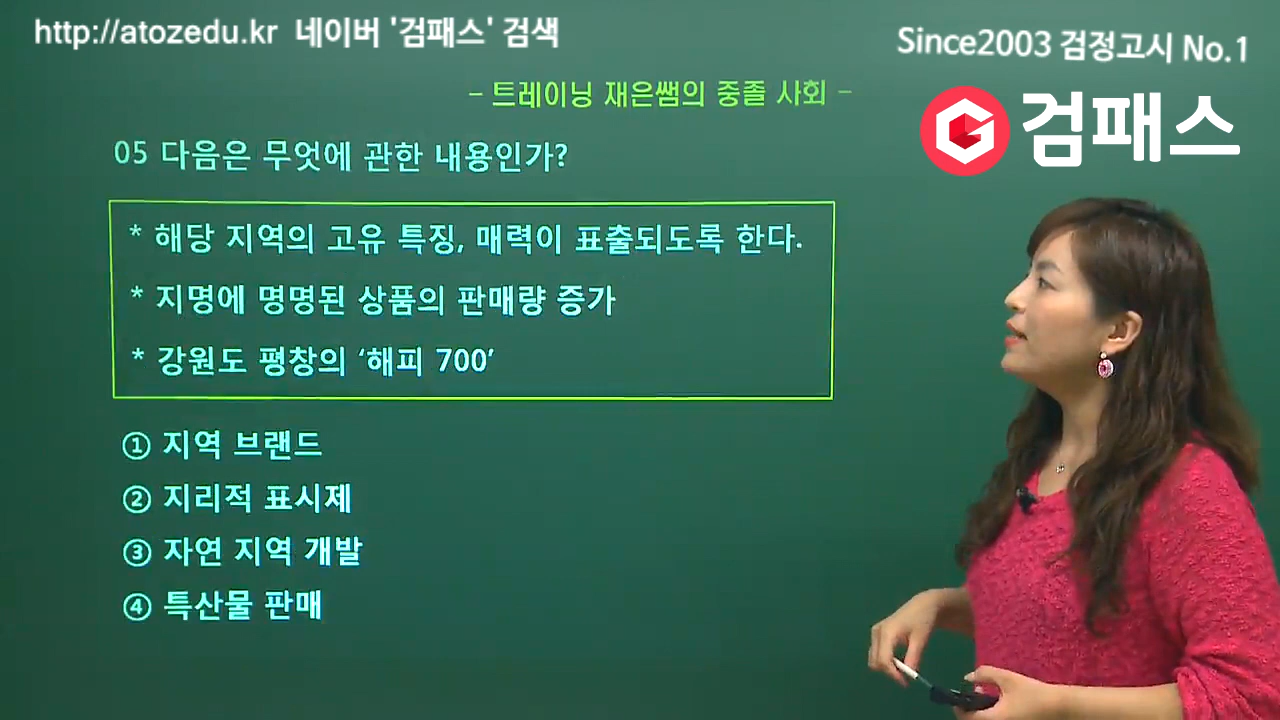 http://atozedu.kr 네이버 '검패스' 검색
Since2003 검정고시 No.1
검패스
- 트레이닝 재은쌤의 중졸 사회 -
05 다음은 무엇에 관한 내용인가?
* 해당 지역의 고유 특징, 매력이 표출되도록 한다.
* 지명에 명명된 상품의 판매량 증가
* 강원도 평창의 ‘해피 700’
① 지역 브랜드
② 지리적 표시제
③ 자연 지역 개발
④ 특산물 판매